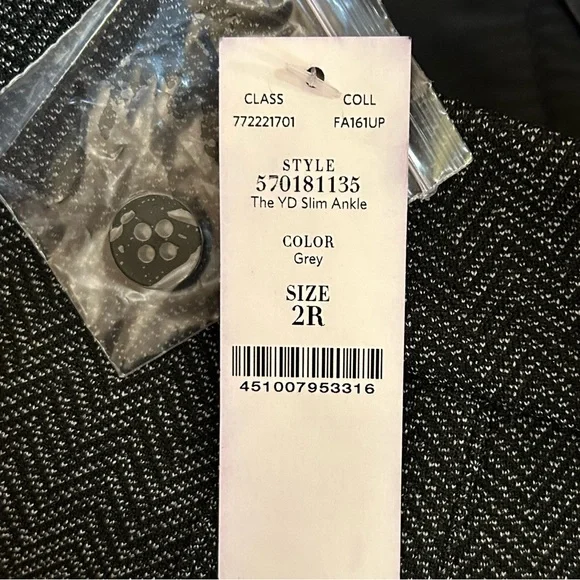 CLASS COLL
772221701 FA161UP
STYLE
570181135
The YD Slim Ankle
COLOR
Grey
SIZE
2R
451007953316